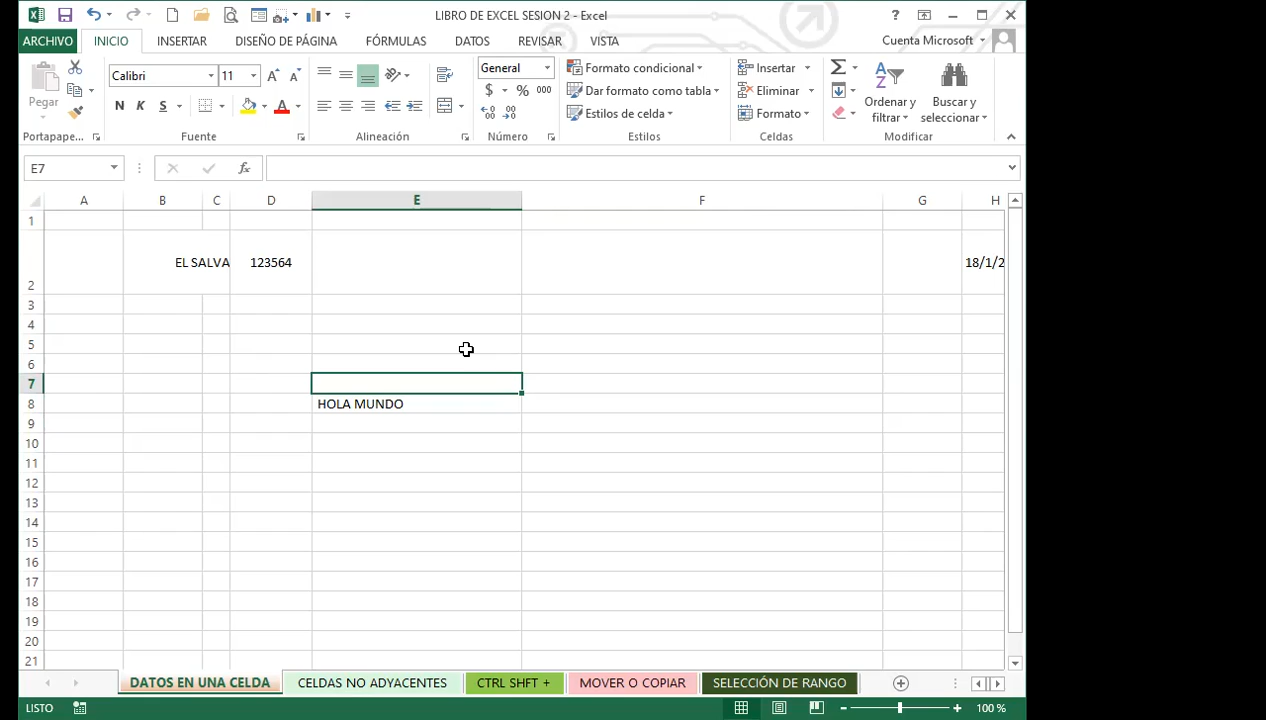 LIBRO DE EXCEL SESION 2 - Excel
ARCHIVO INICIO INSERTAR DISEÑO DE PÁGINA FÓRMULAS DATOS REVISAR VISTA Cuenta Microsoft
Pegar
Portapape...
Calibri 11
N K S
Fuente
Alineación
General
$ % 000
Número
Formato condicional
Dar formato como tabla
Estilos de celda
Estilos
Insertar
Eliminar
Formato
Celdas
Ordenar y filtrar
Buscar y seleccionar
Modificar
E7
fx
A B C D E F G H
1
2 EL SALVA 123564 18/1/2
3
4
5
6
7
8 HOLA MUNDO
9
10
11
12
13
14
15
16
17
18
19
20
21
DATOS EN UNA CELDA CELDAS NO ADYACENTES CTRL SHFT + MOVER O COPIAR SELECCIÓN DE RANGO
LISTO 100 %